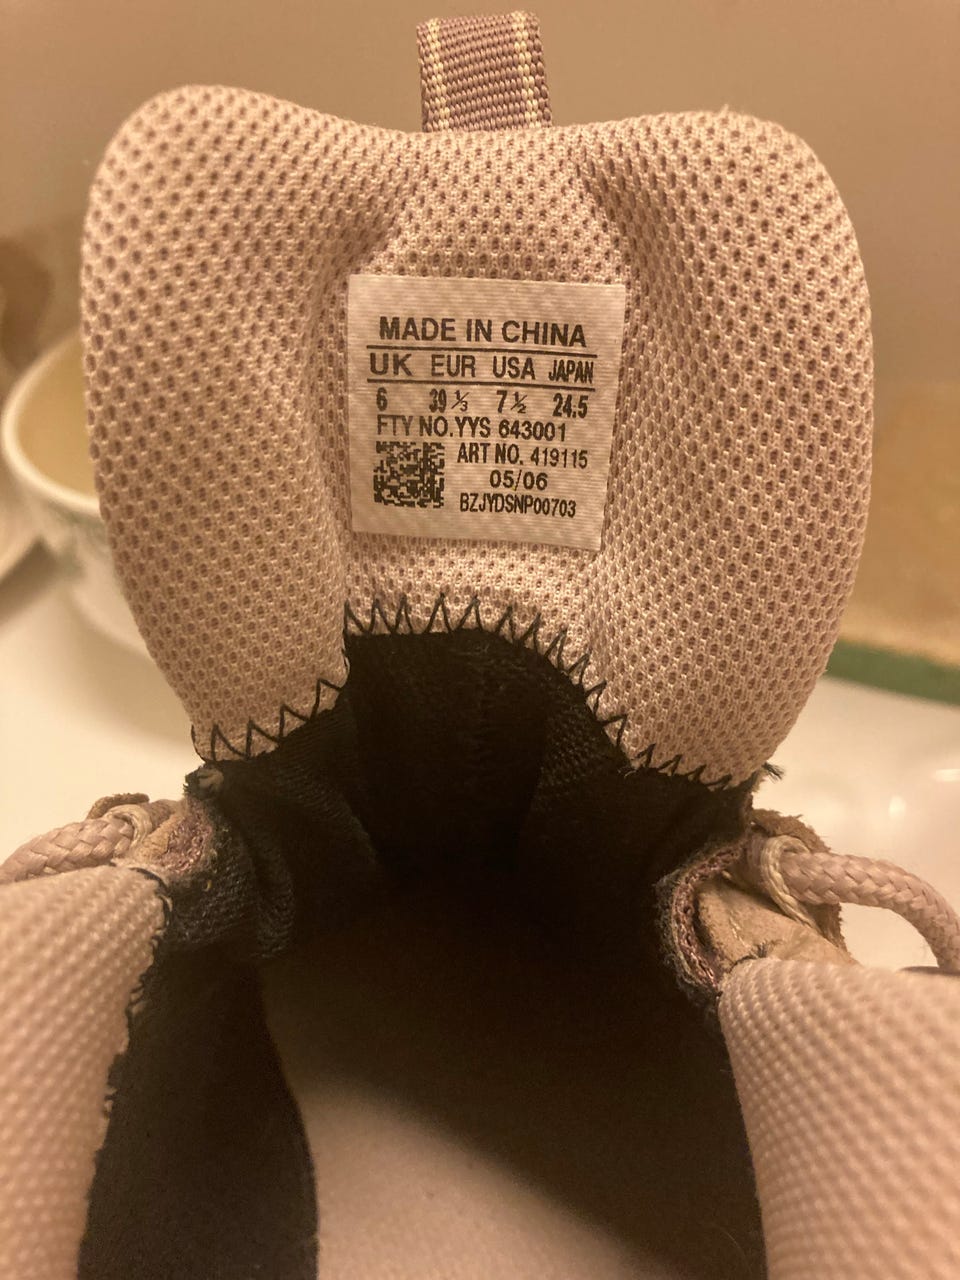 MADE IN CHINA
UK EUR USA JAPAN
6 39 ⅓ 7 ½ 24.5
FTY NO.YYS 643001
ART NO. 419115
05/06
BZJYDSNP00703